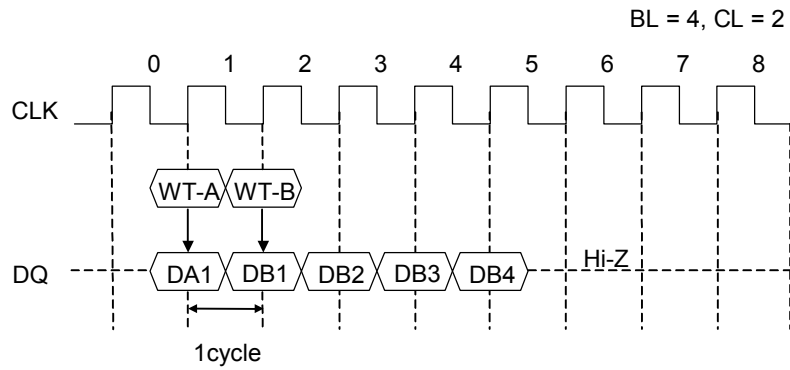 BL = 4, CL = 2
0 1 2 3 4 5 6 7 8
CLK
WT-A WT-B
DQ DA1 DB1 DB2 DB3 DB4 Hi-Z
1cycle